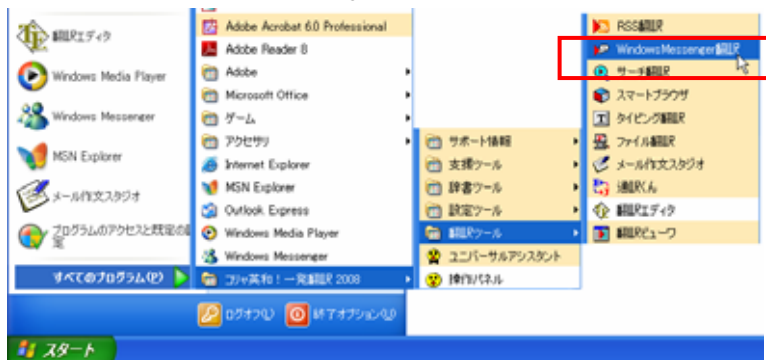 翻訳エディタ
Windows Media Player
Windows Messenger
MSN Explorer
メール作文スタジオ
プログラムのアクセスと既定の
すべてのプログラム(P)
Adobe Acrobat 6.0 Professional
Adobe Reader 8
Adobe
Microsoft Office
ゲーム
アクセサリ
Internet Explorer
MSN Explorer
Outlook Express
Windows Media Player
Windows Messenger
コリャ英和!一発翻訳 2008
サポート情報
支援ツール
辞書ツール
設定ツール
翻訳ツール
ユニバーサルアシスタント
操作パネル
RSS翻訳
WindowsMessenger翻訳
サーチ翻訳
スマートブラウザ
タイピング翻訳
ファイル翻訳
メール作文スタジオ
通訳くん
翻訳エディタ
翻訳ビューワ
ログオフ(L)
終了オプション(U)
スタート